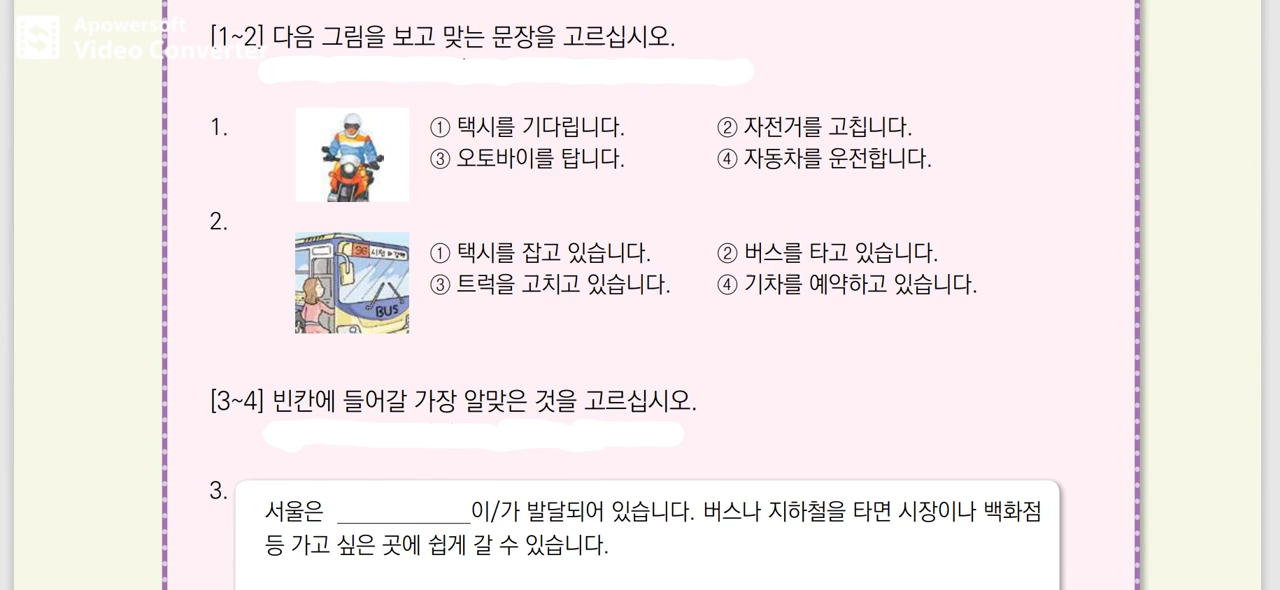 Apowersoft
Video Converter
[1~2] 다음 그림을 보고 맞는 문장을 고르십시오.
1.
① 택시를 기다립니다.
② 자전거를 고칩니다.
③ 오토바이를 탑니다.
④ 자동차를 운전합니다.
2.
96
BUS
① 택시를 잡고 있습니다.
② 버스를 타고 있습니다.
③ 트럭을 고치고 있습니다.
④ 기차를 예약하고 있습니다.
[3~4] 빈칸에 들어갈 가장 알맞은 것을 고르십시오.
3.
서울은 ___________이/가 발달되어 있습니다. 버스나 지하철을 타면 시장이나 백화점
등 가고 싶은 곳에 쉽게 갈 수 있습니다.